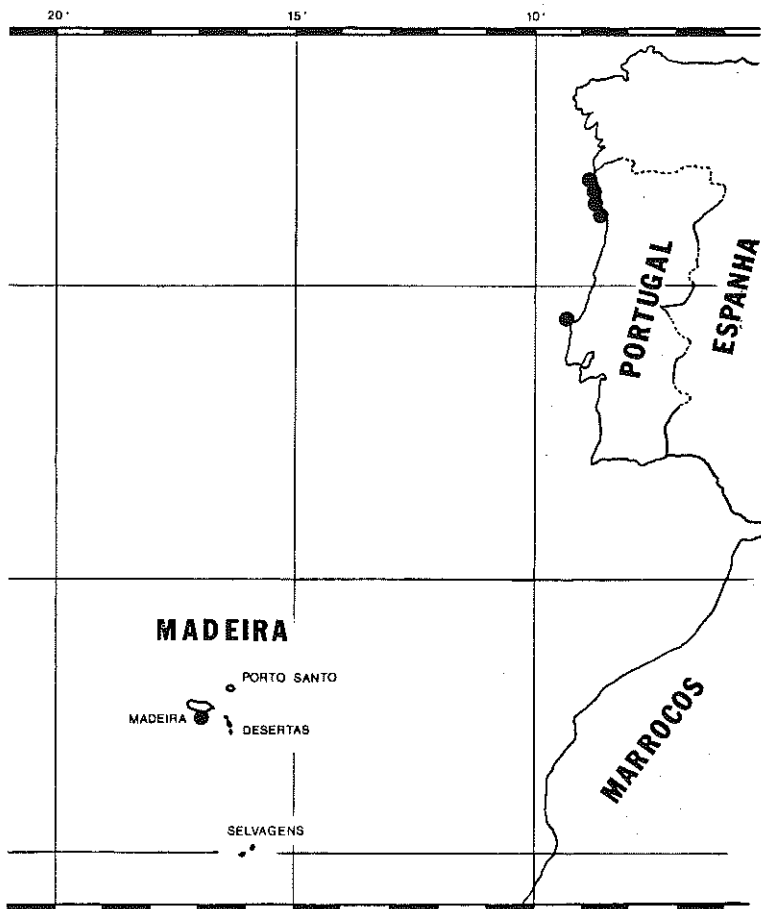 20°
15°
10°
PORTUGAL
ESPANHA
MADEIRA
PORTO SANTO
MADEIRA
DESERTAS
MARROCOS
SELVAGENS